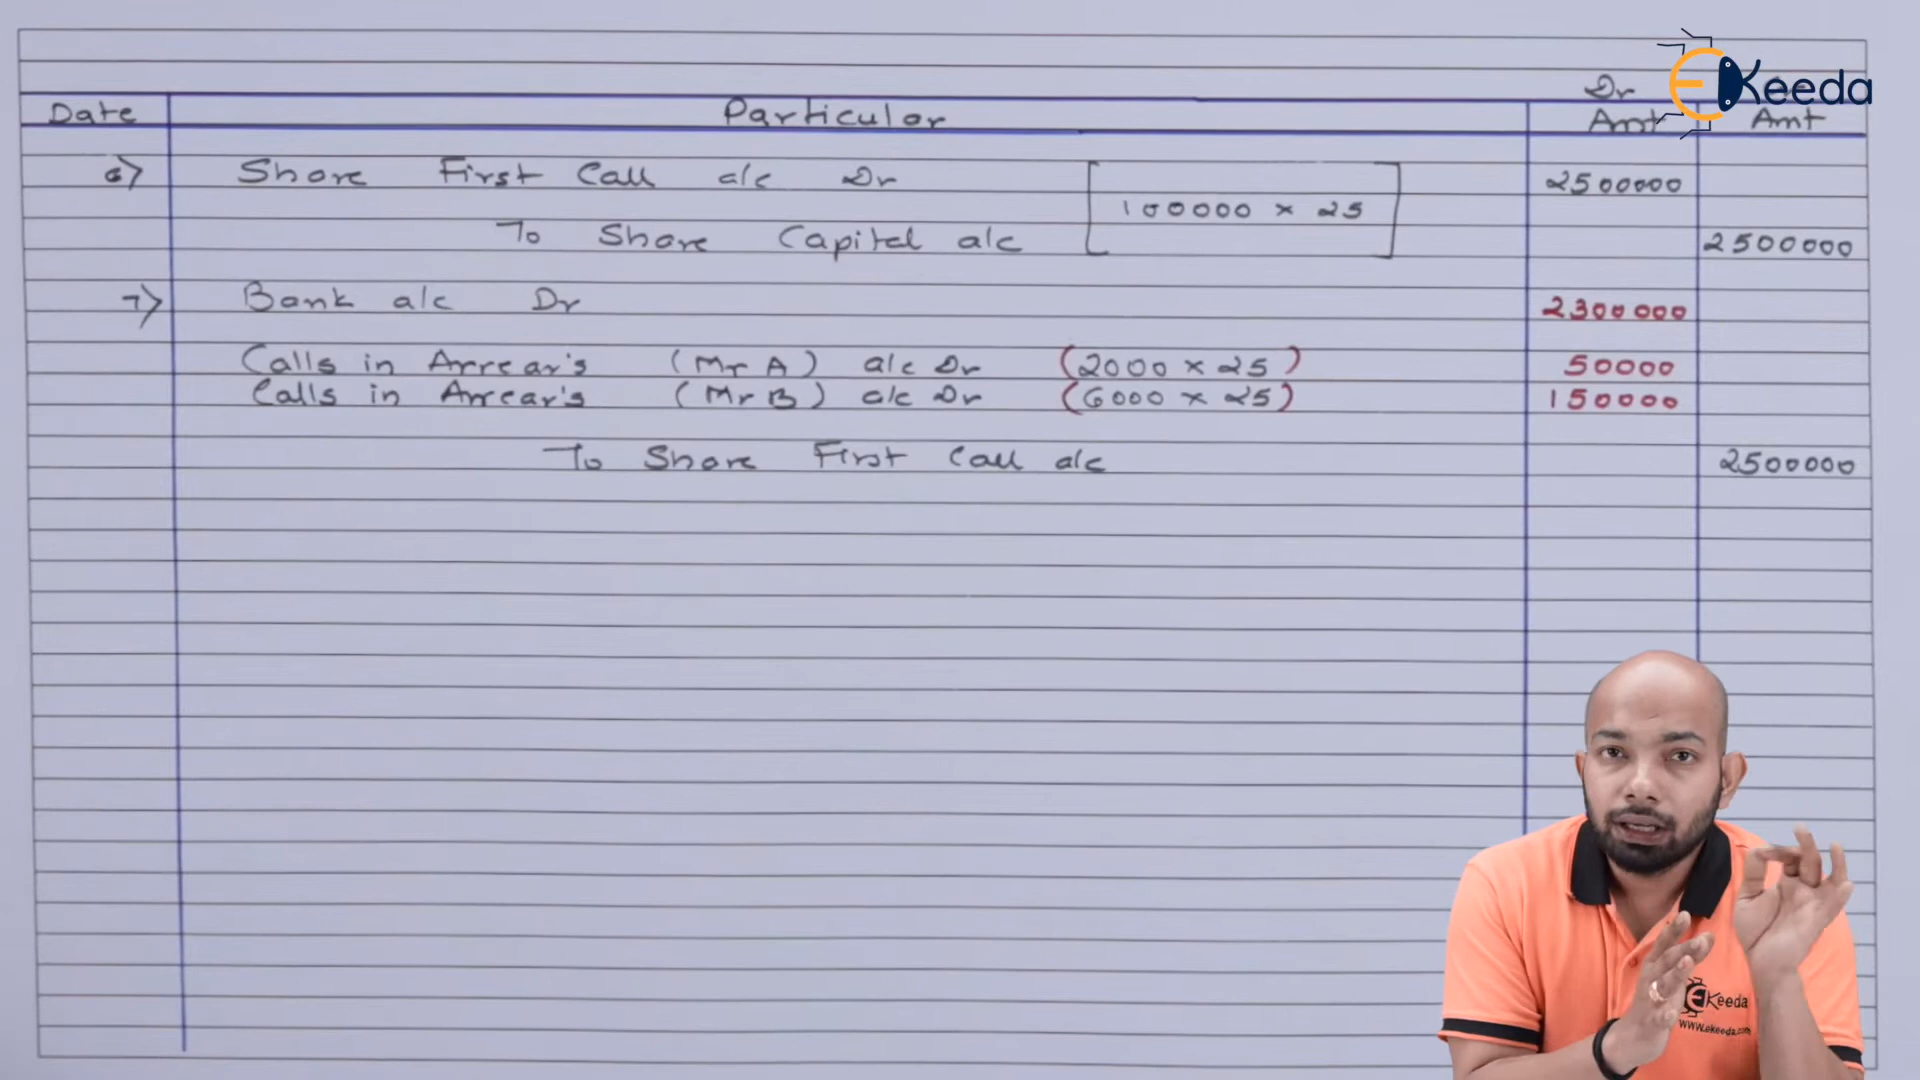 EKeeda
Dr
Date Particular Amt Amt
6) Share First Call a/c Dr 2500000
100000 × 25
To Share Capital a/c 2500000
7) Bank a/c Dr 2300000
Calls in Arrear's (Mr A) a/c Dr (2000 × 25) 50000
Calls in Arrear's (Mr B) a/c Dr (6000 × 25) 150000
To Share First Call a/c 2500000
EKeeda
www.ekeeda.com